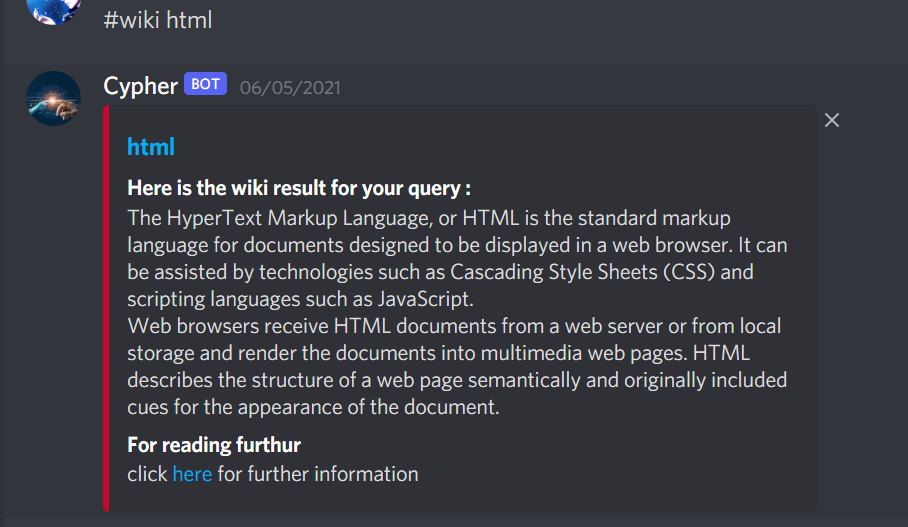 #wiki html
Cypher BOT 06/05/2021
html
Here is the wiki result for your query :
The HyperText Markup Language, or HTML is the standard markup
language for documents designed to be displayed in a web browser. It can
be assisted by technologies such as Cascading Style Sheets (CSS) and
scripting languages such as JavaScript.
Web browsers receive HTML documents from a web server or from local
storage and render the documents into multimedia web pages. HTML
describes the structure of a web page semantically and originally included
cues for the appearance of the document.
For reading furthur
click here for further information